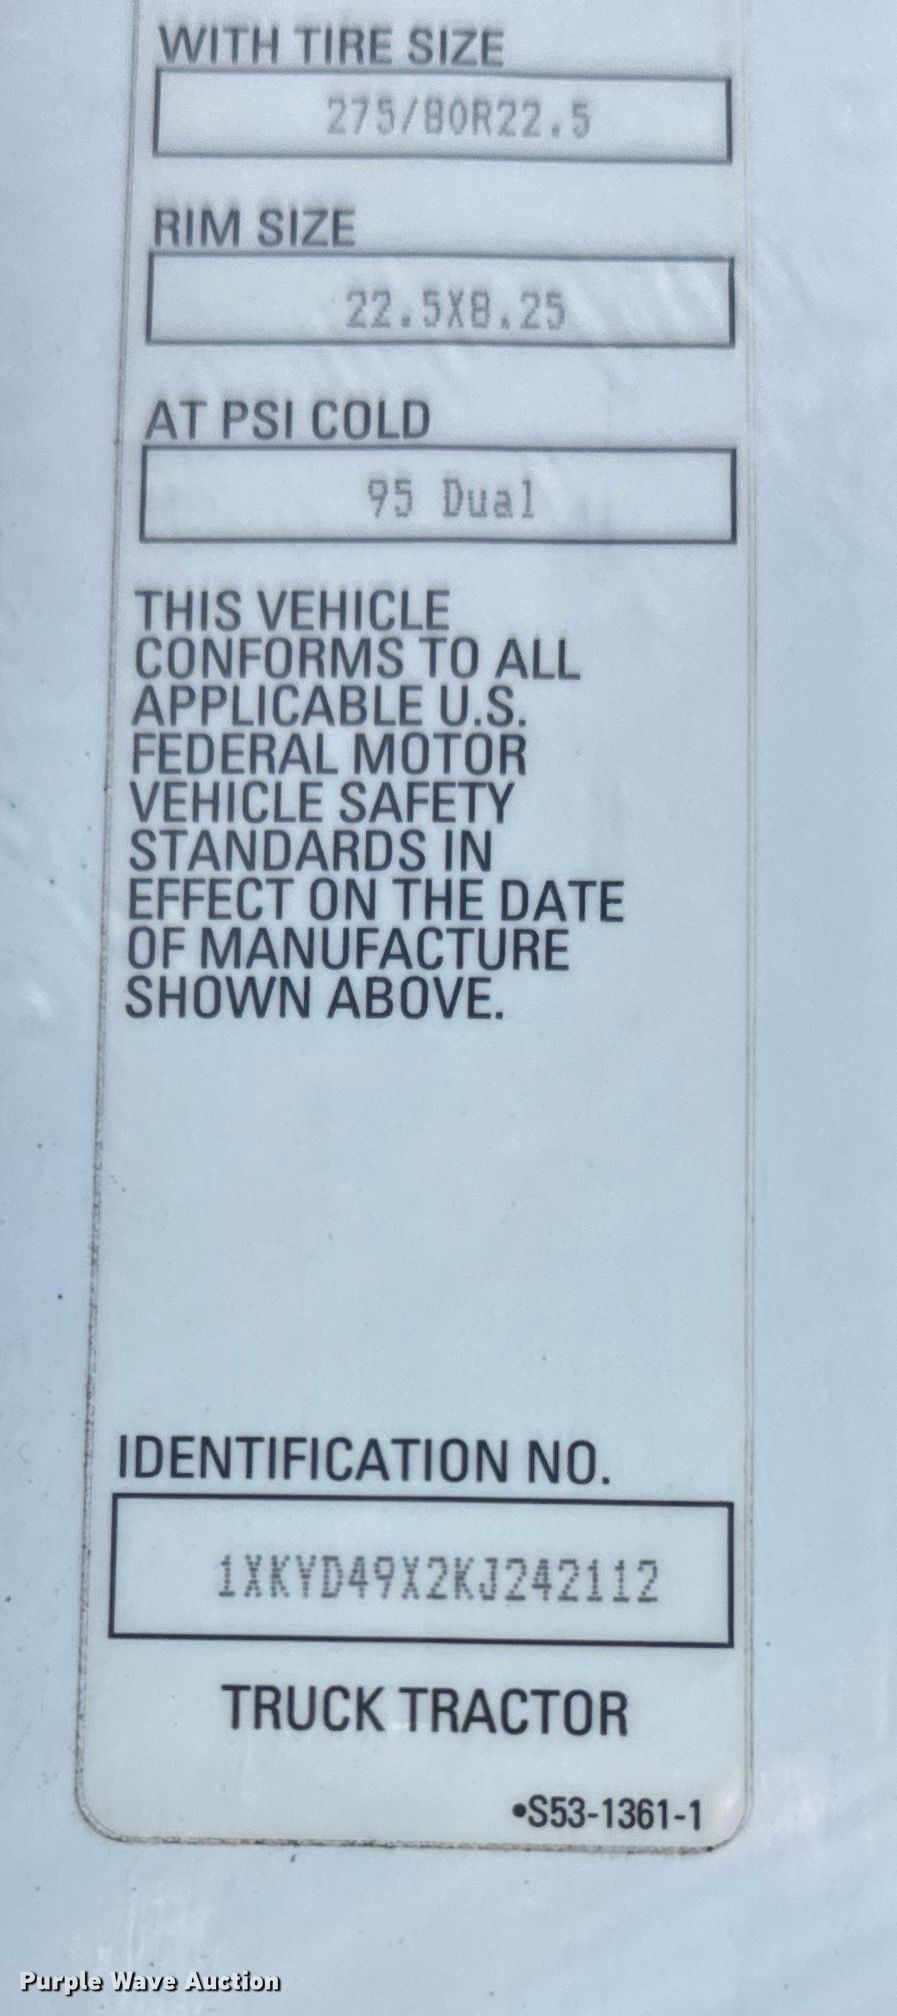 WITH TIRE SIZE
275/80R22.5
RIM SIZE
22.5X8.25
AT PSI COLD
95 Dual
THIS VEHICLE
CONFORMS TO ALL
APPLICABLE U.S.
FEDERAL MOTOR
VEHICLE SAFETY
STANDARDS IN
EFFECT ON THE DATE
OF MANUFACTURE
SHOWN ABOVE.
IDENTIFICATION NO.
1XKYD49X2KJ242112
TRUCK TRACTOR
•S53-1361-1
Purple Wave Auction